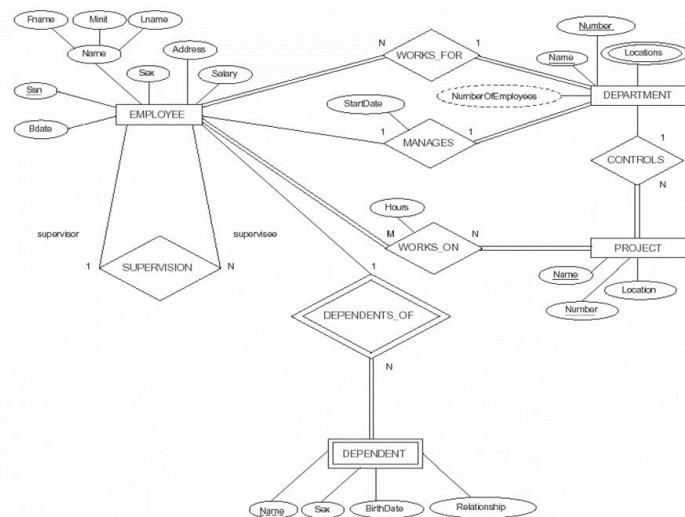 Fname
Minit
Lname
Name
Sex
Address
Salary
Ssn
Bdate
EMPLOYEE
N
WORKS_FOR
1
StartDate
1
MANAGES
1
Number
Name
Locations
NumberOfEmployees
DEPARTMENT
1
CONTROLS
N
Hours
M
WORKS_ON
N
PROJECT
Name
Number
Location
supervisor
supervisee
1
SUPERVISION
N
1
DEPENDENTS_OF
N
DEPENDENT
Name
Sex
BirthDate
Relationship